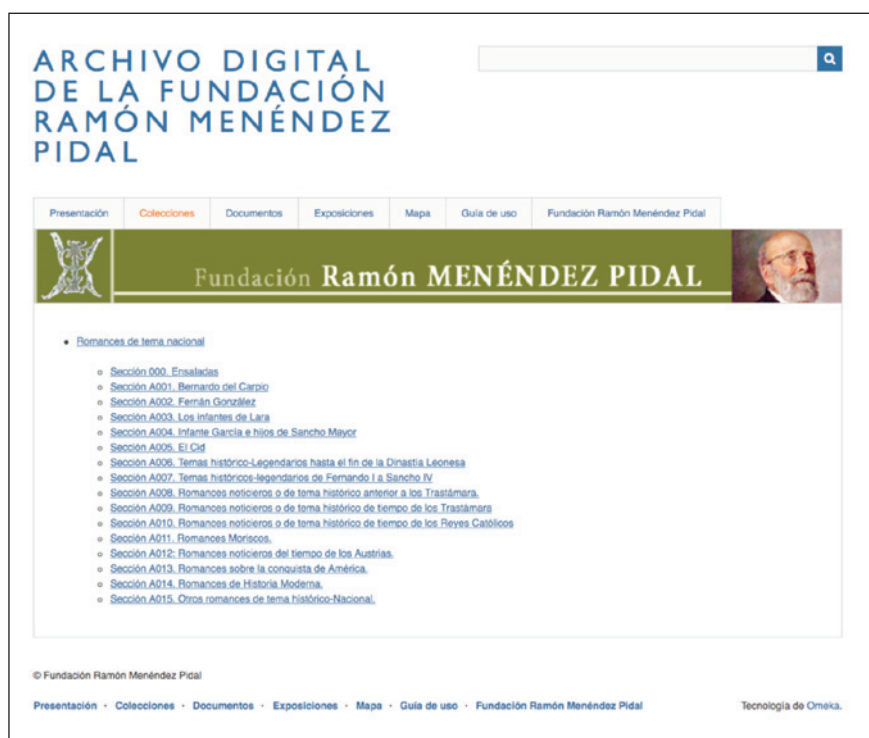 ARCHIVO DIGITAL
DE LA FUNDACIÓN
RAMÓN MENÉNDEZ
PIDAL
Presentación Colecciones Documentos Exposiciones Mapa Guía de uso Fundación Ramón Menéndez Pidal
Fundación Ramón MENÉNDEZ PIDAL
Romances de tema nacional
Sección 000. Ensaladas
Sección A001. Bernardo del Carpio
Sección A002. Fernán González
Sección A003. Los infantes de Lara
Sección A004. Infante García e hijos de Sancho Mayor
Sección A005. El Cid
Sección A006. Temas histórico-Legendarios hasta el fin de la Dinastía Leonesa
Sección A007. Temas históricos-legendarios de Fernando I a Sancho IV
Sección A008. Romances noticieros o de tema histórico anterior a los Trastámara.
Sección A009. Romances noticieros o de tema histórico de tiempo de los Trastámara
Sección A010. Romances noticieros o de tema histórico de tiempo de los Reyes Católicos
Sección A011. Romances Moriscos.
Sección A012: Romances noticieros del tiempo de los Austrias.
Sección A013. Romances sobre la conquista de América.
Sección A014. Romances de Historia Moderna.
Sección A015. Otros romances de tema histórico-Nacional.
© Fundación Ramón Menéndez Pidal
Presentación · Colecciones · Documentos · Exposiciones · Mapa · Guía de uso · Fundación Ramón Menéndez Pidal Tecnología de Omeka.